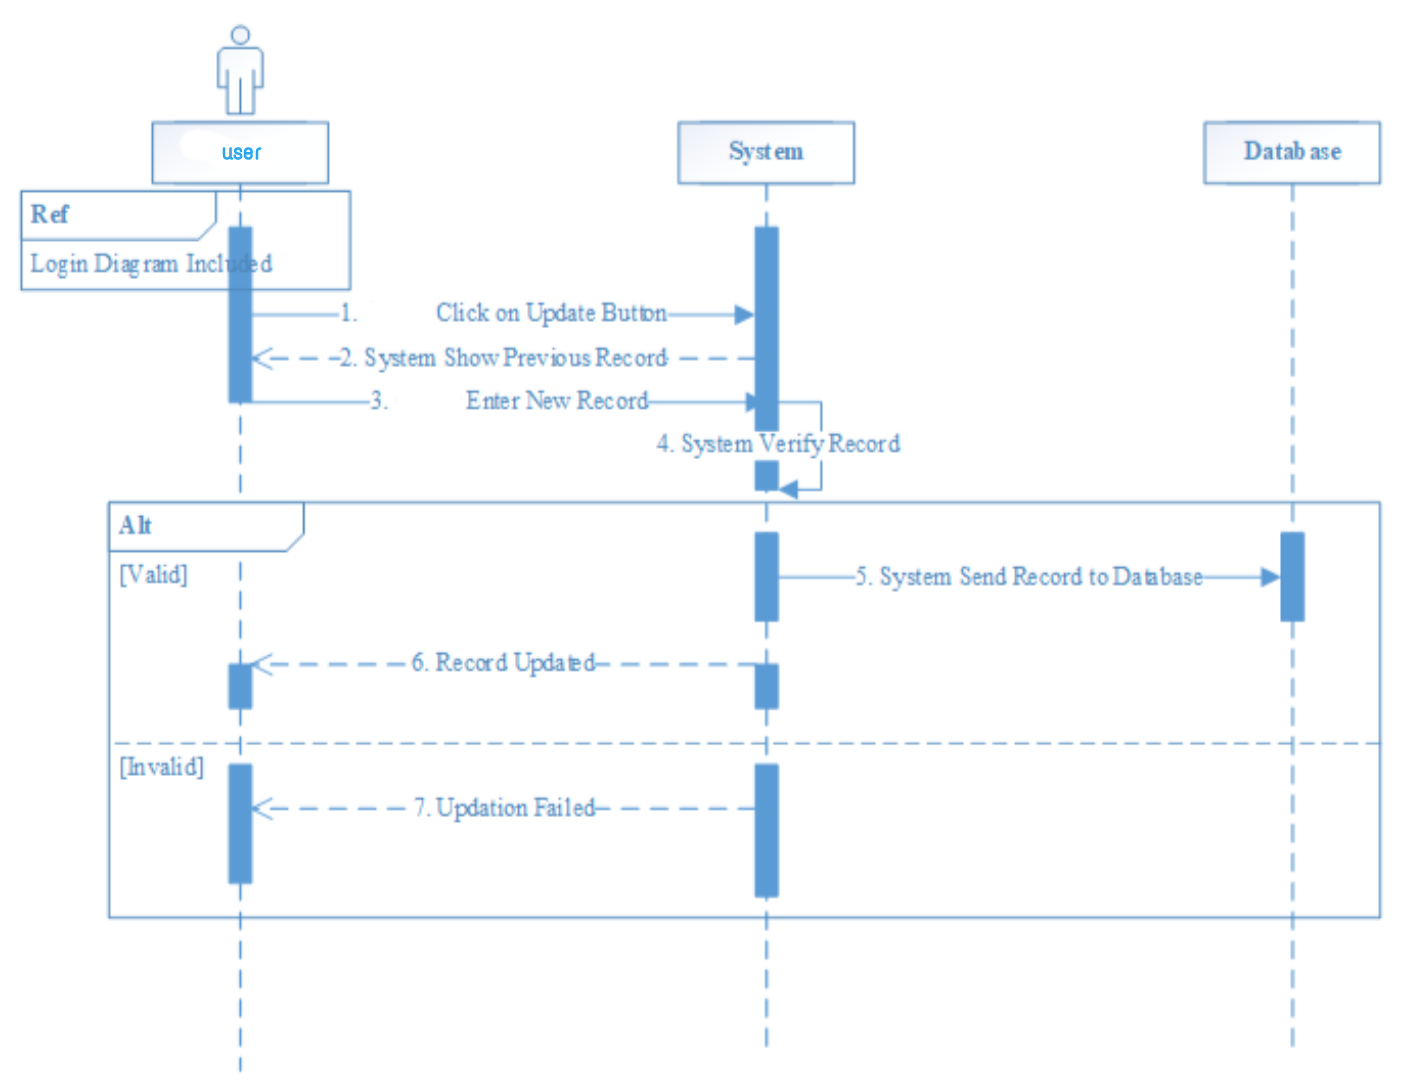 user
System
Database
Ref
Login Diagram Included
1. Click on Update Button
2. System Show Previous Record
3. Enter New Record
4. System Verify Record
Alt
[Valid]
5. System Send Record to Database
6. Record Updated
[Invalid]
7. Updation Failed